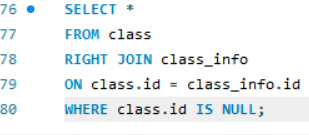 76 SELECT *
77 FROM class
78 RIGHT JOIN class_info
79 ON class.id = class_info.id
80 WHERE class.id IS NULL;